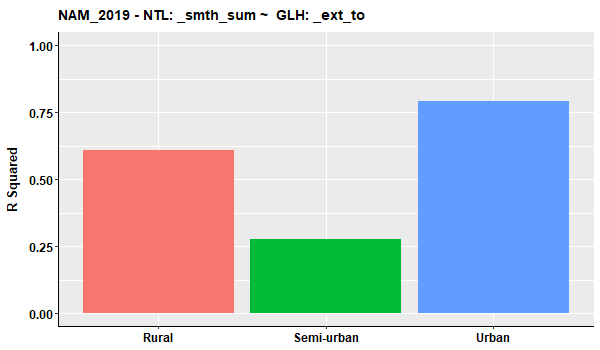 NAM_2019 - NTL: _smth_sum ~  GLH: _ext_to
1.00
0.75
0.50
0.25
0.00
R Squared
Rural
Semi-urban
Urban